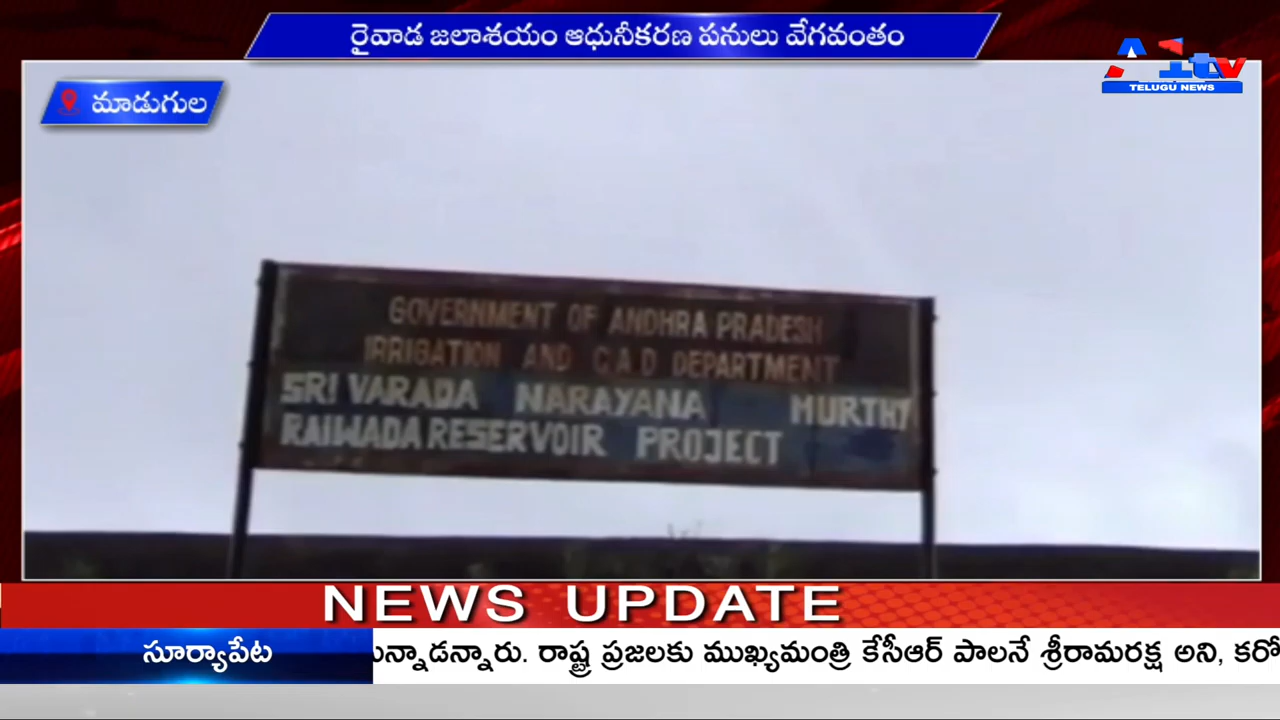 రైవాడ జలాశయం ఆధునీకరణ పనులు వేగవంతం
A1tv
TELUGU NEWS
మాడుగుల
GOVERNMENT OF ANDHRA PRADESH
IRRIGATION AND C.A.D DEPARTMENT
SRI VARADA NARAYANA MURTHY
RAIWADA RESERVOIR PROJECT
NEWS UPDATE
సూర్యాపేట
న్నాడన్నారు. రాష్ట్ర ప్రజలకు ముఖ్యమంత్రి కేసీఆర్ పాలనే శ్రీరామరక్ష అని,